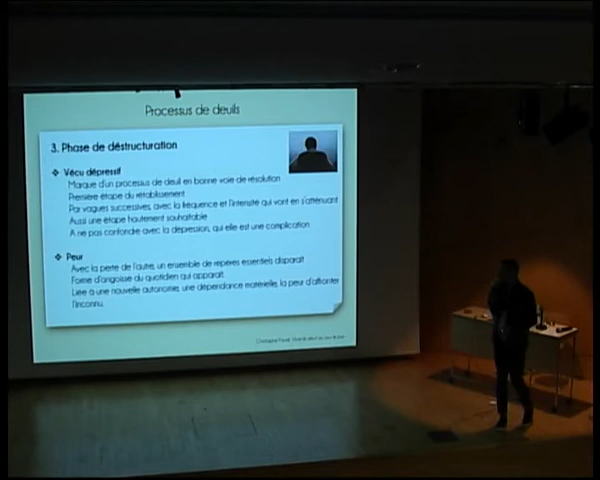 Processus de deuils
3. Phase de déstructuration
❖ Vécu dépressif
Marque d'un processus de deuil en bonne voie de résolution
Première étape du rétablissement
Par vagues successives, avec la fréquence et l'intensité qui vont en s'atténuant
Aussi une étape hautement souhaitable
A ne pas confondre avec la dépression, qui elle est une complication
❖ Peur
Avec la perte de l'autre, un ensemble de repères essentiels disparaît
Forme d'angoisse du quotidien qui apparaît
Liée à une nouvelle autonomie, une dépendance matérielle, la peur d'affronter
l'inconnu.
Christophe Fauré,